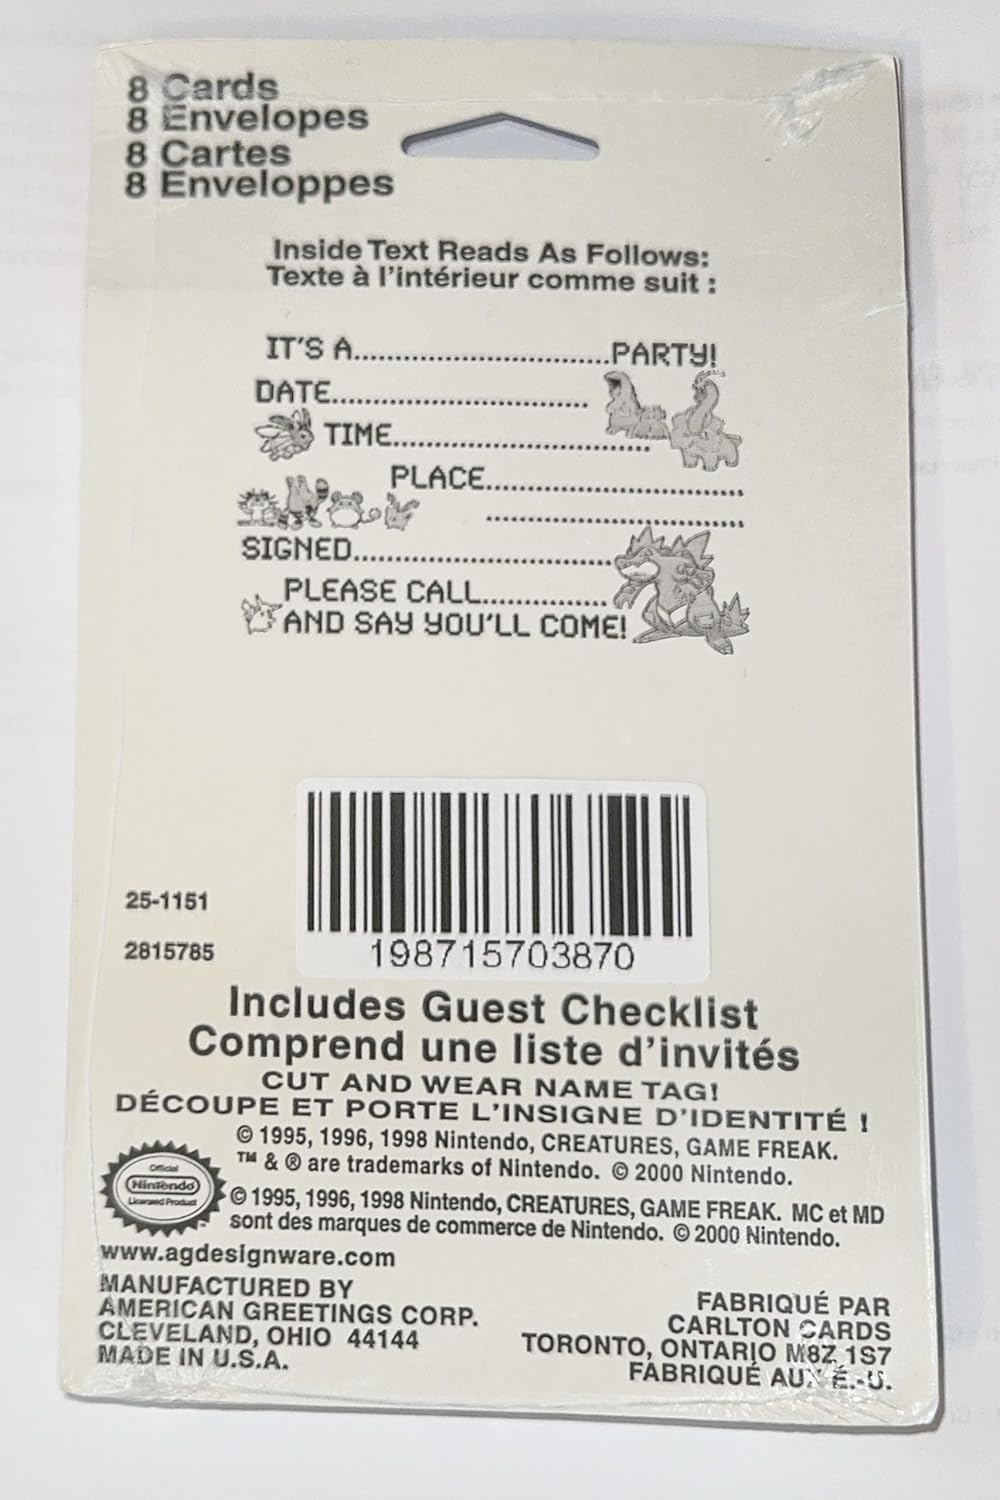 8 Cards
8 Envelopes
8 Cartes
8 Enveloppes
Inside Text Reads As Follows:
Texte à l'intérieur comme suit :
IT'S A..............................PARTY!
DATE..............................
TIME..............................
PLACE..............................
..............................
SIGNED..............................
PLEASE CALL...............
AND SAY YOU'LL COME!
25-1151
2815785
198715703870
Includes Guest Checklist
Comprend une liste d'invités
CUT AND WEAR NAME TAG!
DÉCOUPE ET PORTE L'INSIGNE D'IDENTITÉ !
© 1995, 1996, 1998 Nintendo, CREATURES, GAME FREAK.
™ & ® are trademarks of Nintendo. © 2000 Nintendo.
Official
Nintendo
Licensed Product
© 1995, 1996, 1998 Nintendo, CREATURES, GAME FREAK. MC et MD
sont des marques de commerce de Nintendo. © 2000 Nintendo.
www.agdesignware.com
MANUFACTURED BY
AMERICAN GREETINGS CORP.
CLEVELAND, OHIO 44144
MADE IN U.S.A.
FABRIQUÉ PAR
CARLTON CARDS
TORONTO, ONTARIO M8Z 1S7
FABRIQUÉ AUX É.-U.